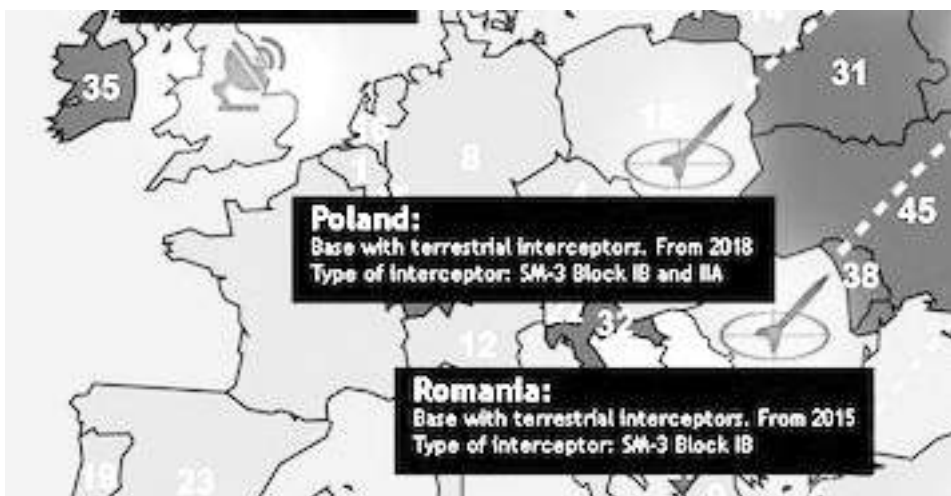 35
31
8
1
45
Poland:
Base with terrestrial interceptors. From 2018
Type of interceptor: SM-3 Block IB and IIA
38
32
12
Romania:
Base with terrestrial interceptors. From 2015
Type of interceptor: SM-3 Block IB
19
23